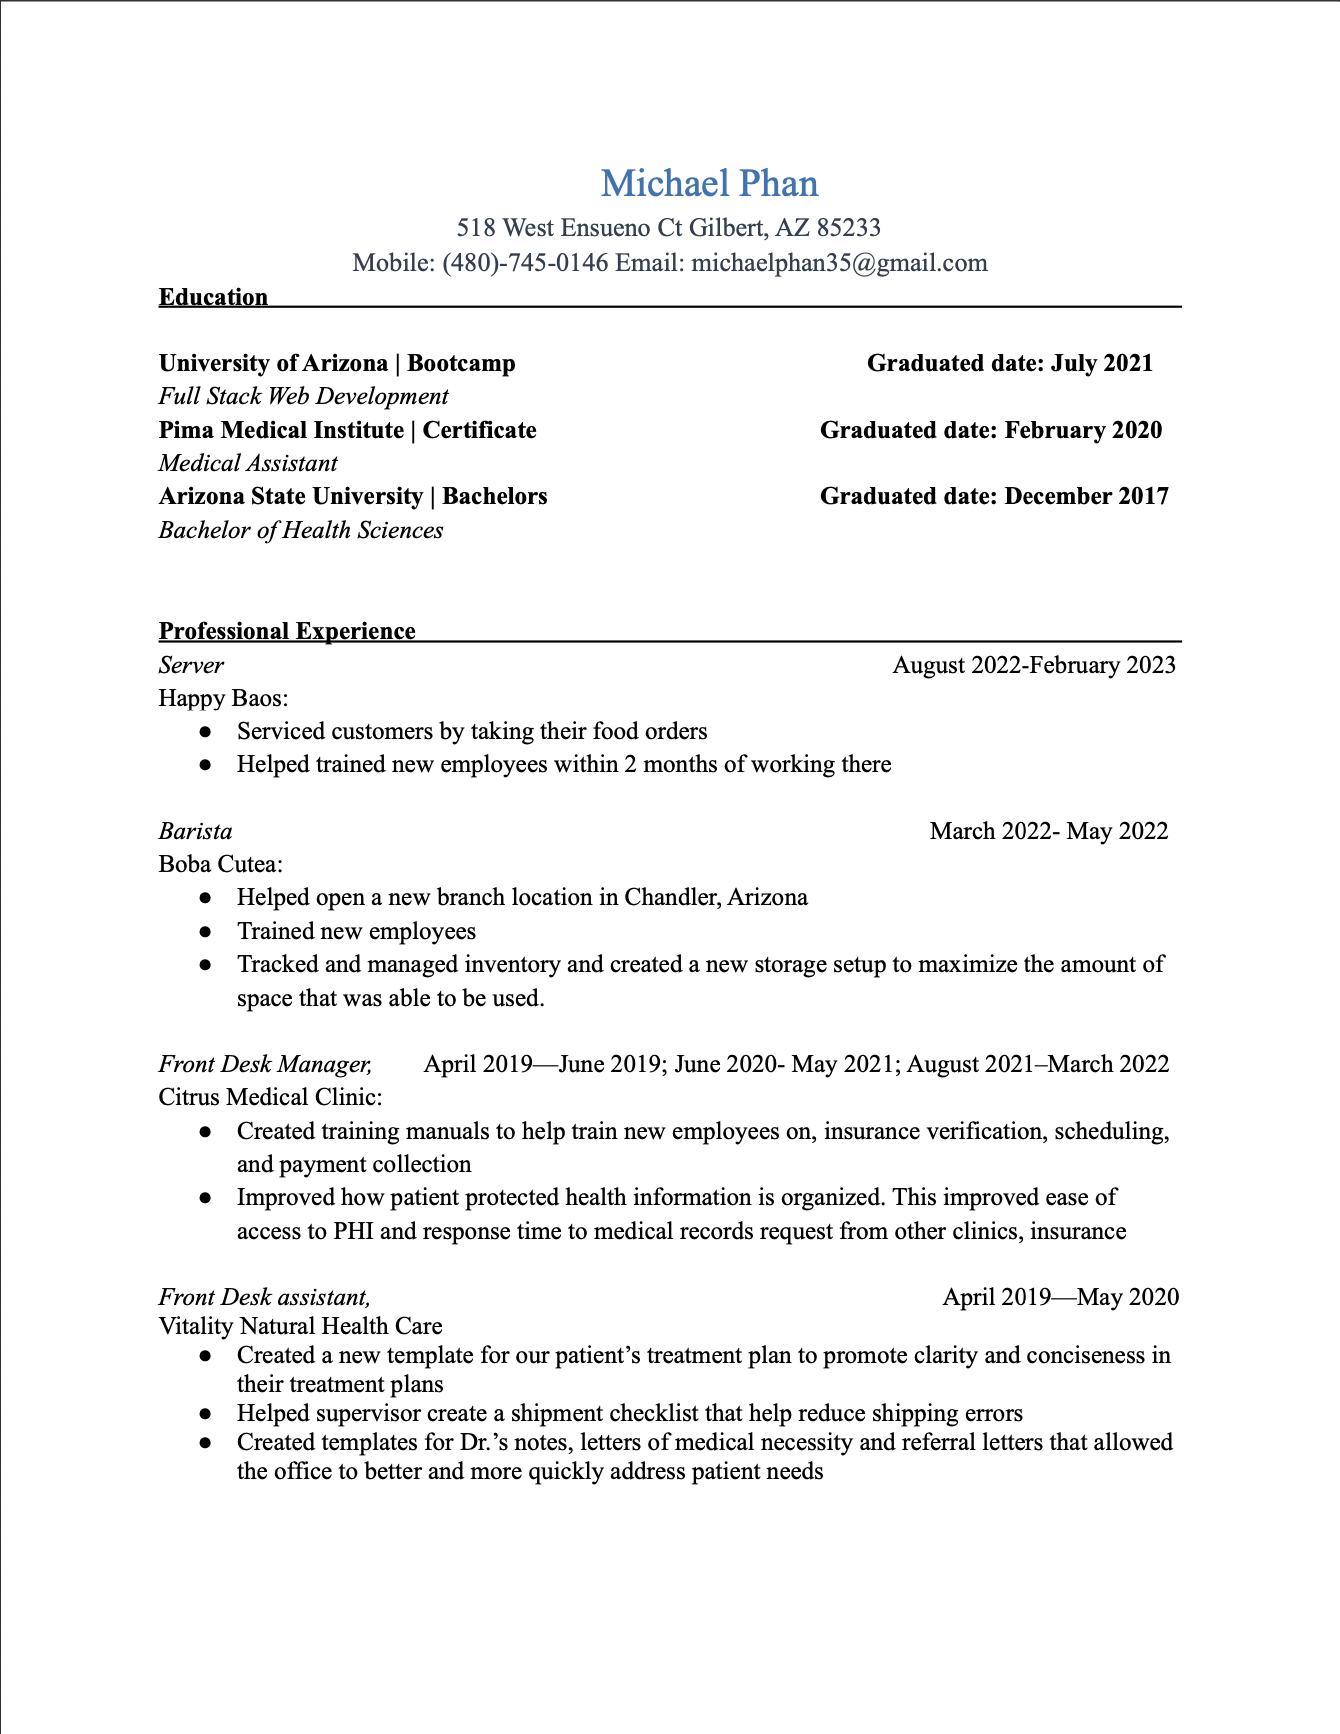 Michael Phan
518 West Ensueno Ct Gilbert, AZ 85233
Mobile: (480)-745-0146 Email: michaelphan35@gmail.com
Education
University of Arizona | Bootcamp Graduated date: July 2021
Full Stack Web Development
Pima Medical Institute | Certificate Graduated date: February 2020
Medical Assistant
Arizona State University | Bachelors Graduated date: December 2017
Bachelor of Health Sciences
Professional Experience
Server August 2022-February 2023
Happy Baos:
● Serviced customers by taking their food orders
● Helped trained new employees within 2 months of working there
Barista March 2022- May 2022
Boba Cutea:
● Helped open a new branch location in Chandler, Arizona
● Trained new employees
● Tracked and managed inventory and created a new storage setup to maximize the amount of
space that was able to be used.
Front Desk Manager, April 2019—June 2019; June 2020- May 2021; August 2021–March 2022
Citrus Medical Clinic:
● Created training manuals to help train new employees on, insurance verification, scheduling,
and payment collection
● Improved how patient protected health information is organized. This improved ease of
access to PHI and response time to medical records request from other clinics, insurance
Front Desk assistant, April 2019—May 2020
Vitality Natural Health Care
● Created a new template for our patient’s treatment plan to promote clarity and conciseness in
their treatment plans
● Helped supervisor create a shipment checklist that help reduce shipping errors
● Created templates for Dr.’s notes, letters of medical necessity and referral letters that allowed
the office to better and more quickly address patient needs